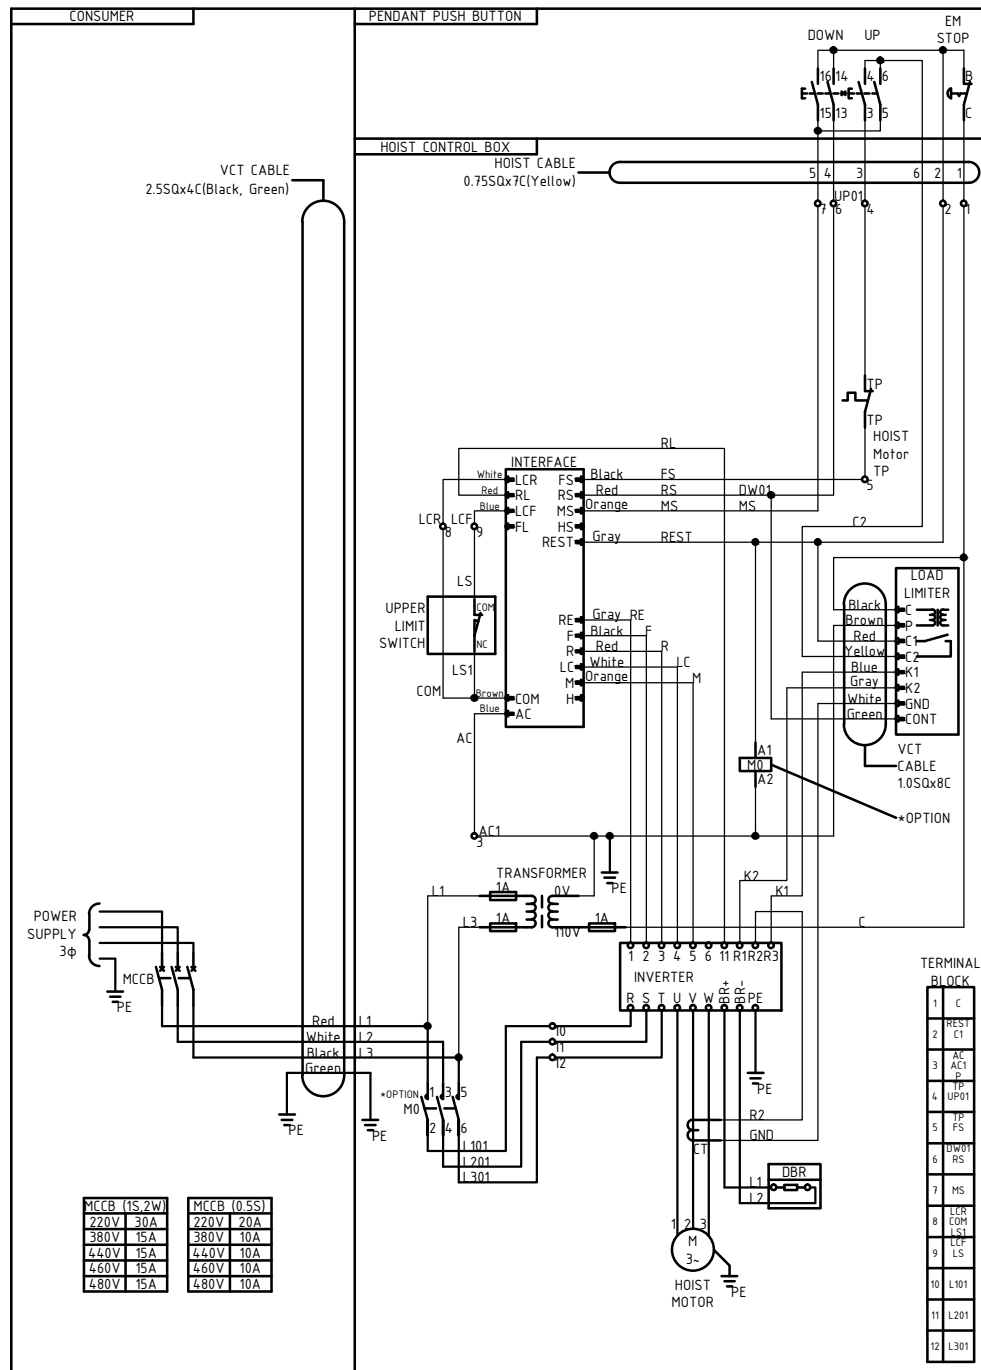 CONSUMER
PENDANT PUSH BUTTON
DOWN UP
EM
STOP
16 14 4 6 B
15 13 3 5 C
HOIST CONTROL BOX
VCT CABLE
2.5SQx4C(Black, Green)
HOIST CABLE
0.75SQx7C(Yellow)
5 4 3 6 2 1
UP01
7 6 4 2 1
TP
TP
HOIST
Motor
TP
5
RL
INTERFACE
White LCR FS Black FS
Red RL RS Red RS DW01
Blue LCF MS Orange MS MS
LCR LCF FL HS
8 9
REST Gray REST
C2
LS
UPPER
LIMIT
SWITCH
COM
NC
LS1
COM
RE Gray RE
F Black F
R Red R
LC White LC
M Orange M
Brown COM H
Blue AC
AC
LOAD
LIMITER
Black C
Brown P
Red C1
Yellow C2
Blue K1
Gray K2
White GND
Green CONT
VCT
CABLE
1.0SQx8C
A1
M0
A2
*OPTION
AC1
3
TRANSFORMER
PE
L1 1A 0V
L3 1A 110V 1A
K2
K1
C
POWER
SUPPLY
3ϕ
MCCB
PE
1 2 3 4 5 6 11 R1 R2 R3
INVERTER
R S T U V W BR+ BR- PE
PE
Red L1
White L2
Black L3
Green
PE
PE
10
11
12
*OPTION
M0
1 3 5
2 4 6
L101
L201
L301
R2
GND
CT
DBR
L1
L2
1 2 3
M
3~
HOIST
MOTOR
PE
MCCB (1S,2W)
220V 30A
380V 15A
440V 15A
460V 15A
480V 15A
MCCB (0.5S)
220V 20A
380V 10A
440V 10A
460V 10A
480V 10A
TERMINAL
BLOCK
1 C
2 REST C1
3 AC AC1 P
4 TP UP01
5 TP FS
6 DW01 RS
7 MS
8 LCR COM LS1
9 LCF LS
10 L101
11 L201
12 L301